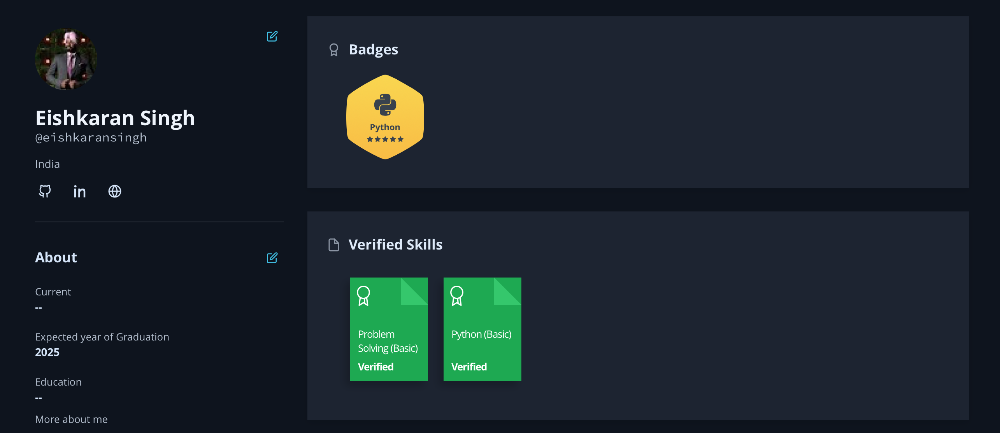 Eishkaran Singh
@eishkaransingh
India
in
About
Current
--
Expected year of Graduation
2025
Education
--
More about me
Badges
Python
Verified Skills
Problem
Solving (Basic)
Verified
Python (Basic)
Verified